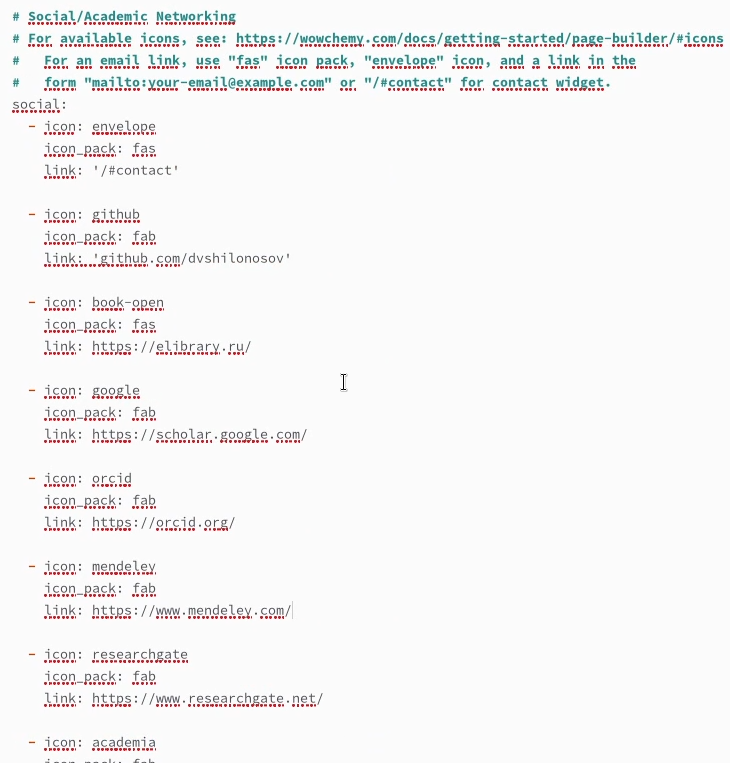 # Social/Academic Networking
# For available icons, see: https://wowchemy.com/docs/getting-started/page-builder/#icons
#   For an email link, use "fas" icon pack, "envelope" icon, and a link in the
#   form "mailto:your-email@example.com" or "/#contact" for contact widget.
social:
  - icon: envelope
    icon_pack: fas
    link: '/#contact'

  - icon: github
    icon_pack: fab
    link: 'github.com/dvshilonosov'

  - icon: book-open
    icon_pack: fas
    link: https://elibrary.ru/

  - icon: google
    icon_pack: fab
    link: https://scholar.google.com/

  - icon: orcid
    icon_pack: fab
    link: https://orcid.org/

  - icon: mendeley
    icon_pack: fab
    link: https://www.mendeley.com/

  - icon: researchgate
    icon_pack: fab
    link: https://www.researchgate.net/

  - icon: academia
    icon_pack: fab